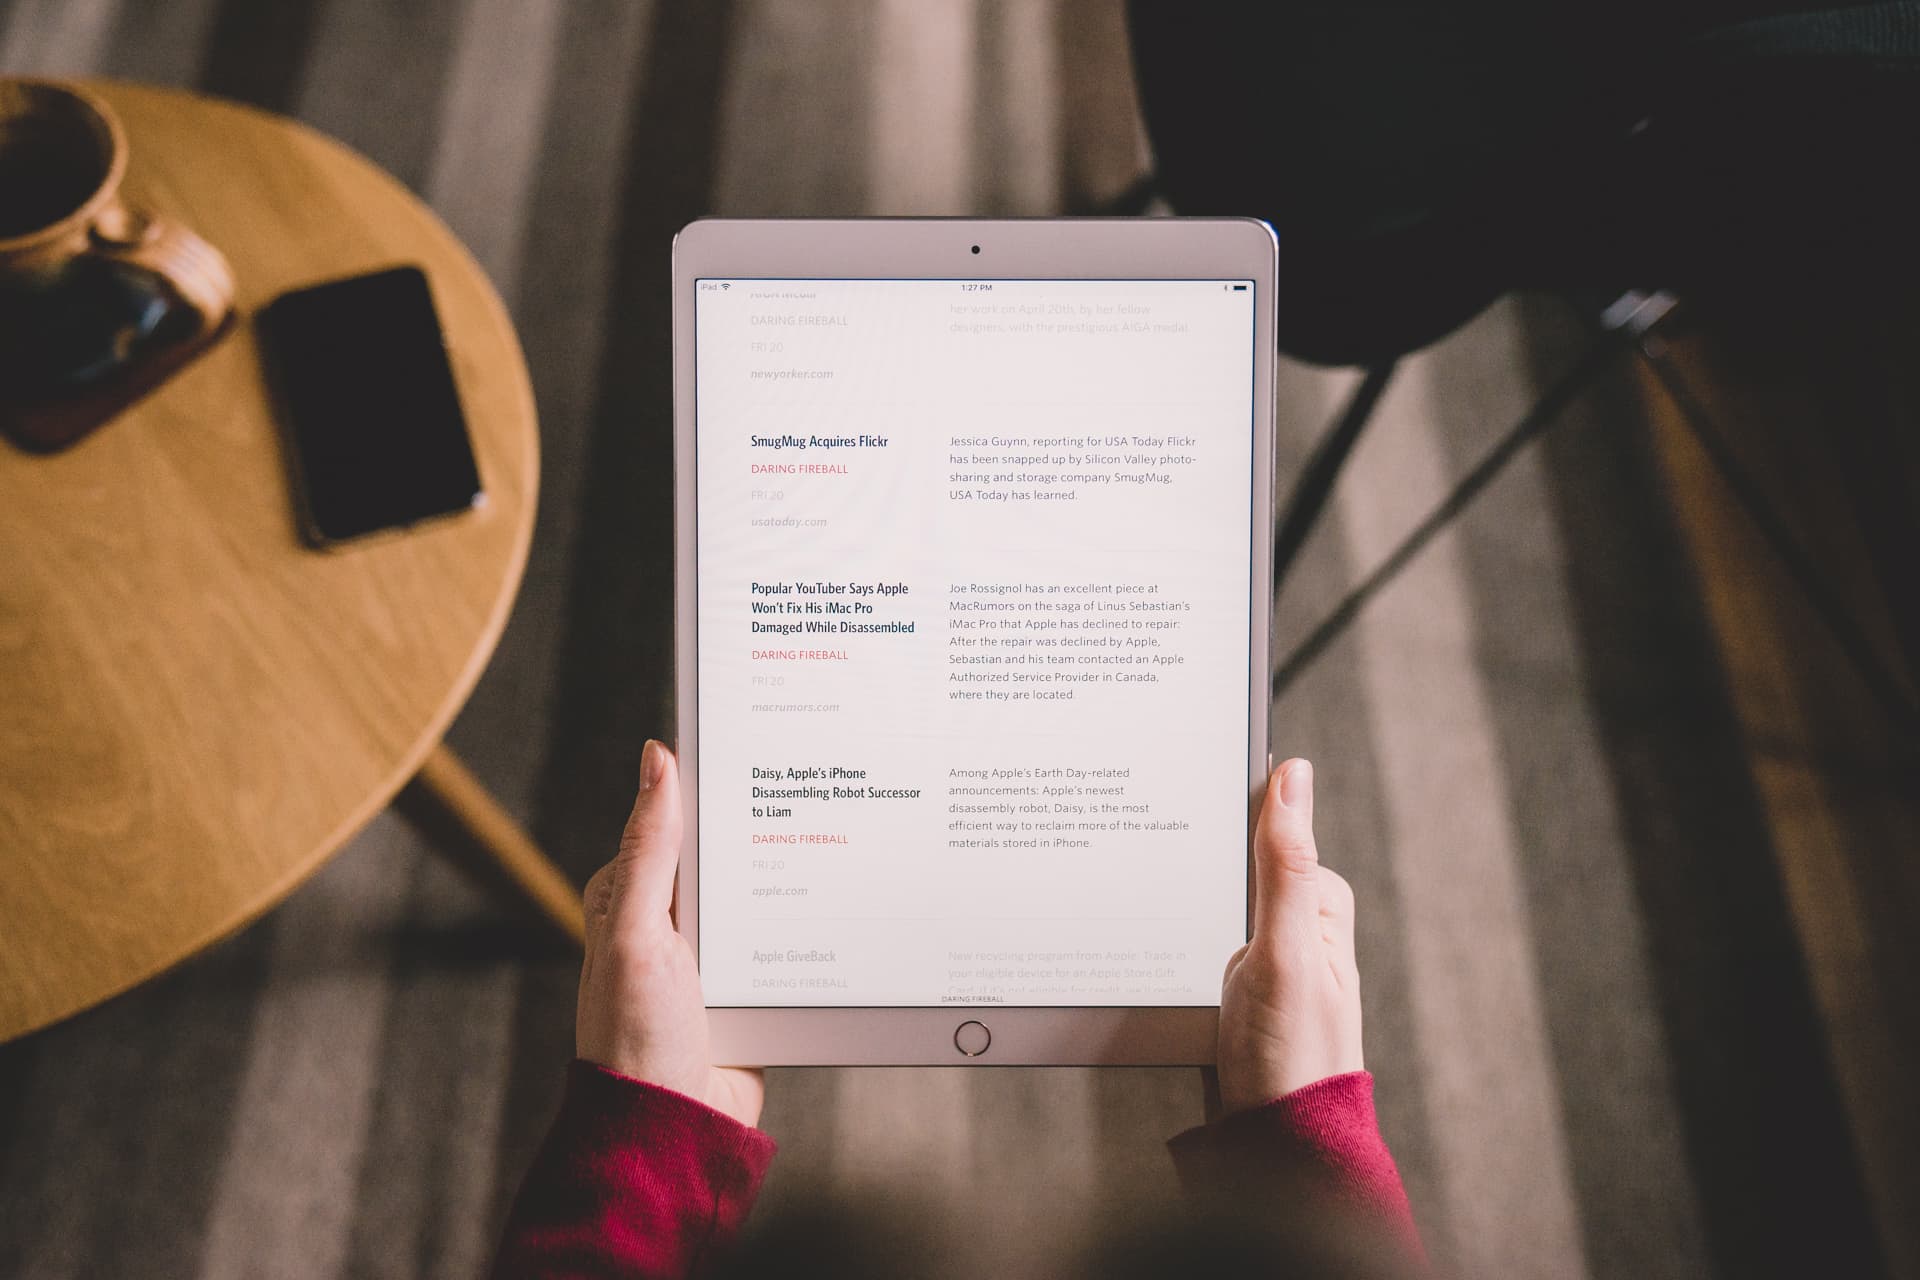 iPad
1:27 PM
AIGA Medal
DARING FIREBALL
FRI 20
newyorker.com
her work on April 20th, by her fellow
designers, with the prestigious AIGA medal.
SmugMug Acquires Flickr
DARING FIREBALL
FRI 20
usatoday.com
Jessica Guynn, reporting for USA Today Flickr
has been snapped up by Silicon Valley photo-
sharing and storage company SmugMug,
USA Today has learned.
Popular YouTuber Says Apple
Won't Fix His iMac Pro
Damaged While Disassembled
DARING FIREBALL
FRI 20
macrumors.com
Joe Rossignol has an excellent piece at
MacRumors on the saga of Linus Sebastian's
iMac Pro that Apple has declined to repair:
After the repair was declined by Apple,
Sebastian and his team contacted an Apple
Authorized Service Provider in Canada,
where they are located.
Daisy, Apple's iPhone
Disassembling Robot Successor
to Liam
DARING FIREBALL
FRI 20
apple.com
Among Apple's Earth Day-related
announcements: Apple's newest
disassembly robot, Daisy, is the most
efficient way to reclaim more of the valuable
materials stored in iPhone.
Apple GiveBack
DARING FIREBALL
New recycling program from Apple: Trade in
your eligible device for an Apple Store Gift
Card. If it's not eligible for credit, we'll recycle
DARING FIREBALL